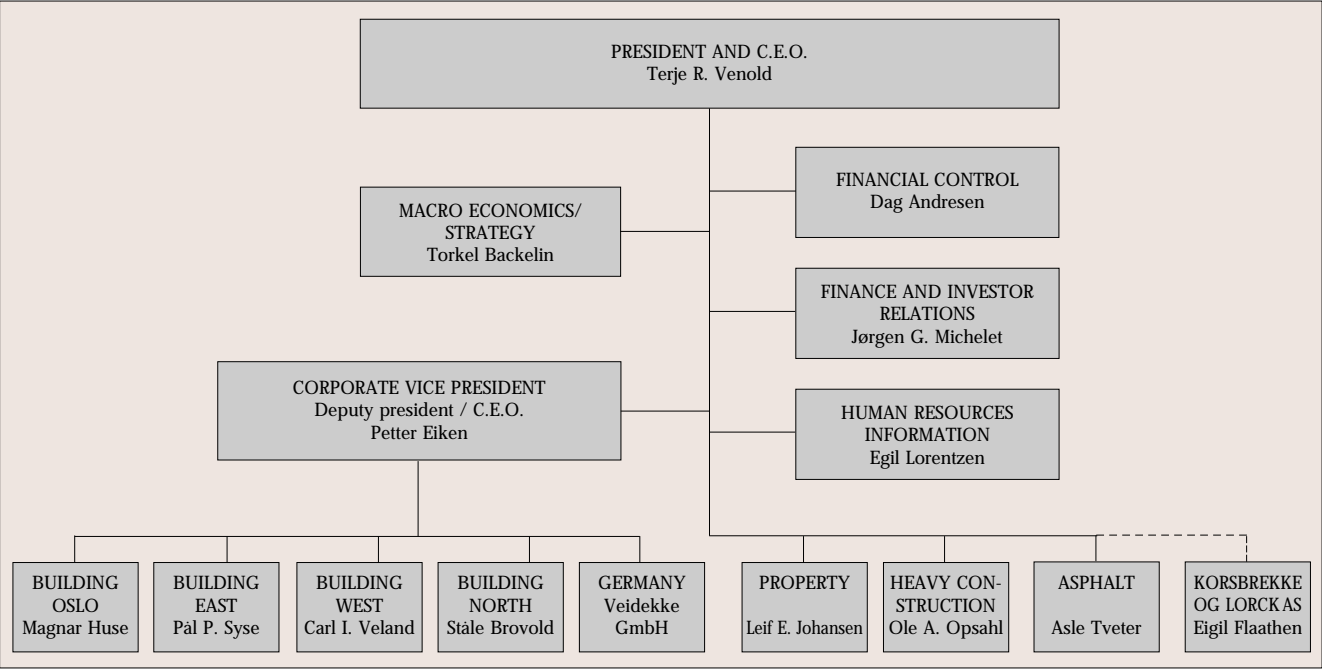 PRESIDENT AND C.E.O.
Terje R. Venold
FINANCIAL CONTROL
Dag Andresen
MACRO ECONOMICS/
STRATEGY
Torkel Backelin
FINANCE AND INVESTOR
RELATIONS
Jørgen G. Michelet
CORPORATE VICE PRESIDENT
Deputy president / C.E.O.
Petter Eiken
HUMAN RESOURCES
INFORMATION
Egil Lorentzen
BUILDING
OSLO
Magnar Huse
BUILDING
EAST
Pål P. Syse
BUILDING
WEST
Carl I. Veland
BUILDING
NORTH
Ståle Brovold
GERMANY
Veidekke
GmbH
PROPERTY
Leif E. Johansen
HEAVY CON-
STRUCTION
Ole A. Opsahl
ASPHALT
Asle Tveter
KORSBREKKE
OG LORCK AS
Eigil Flaathen